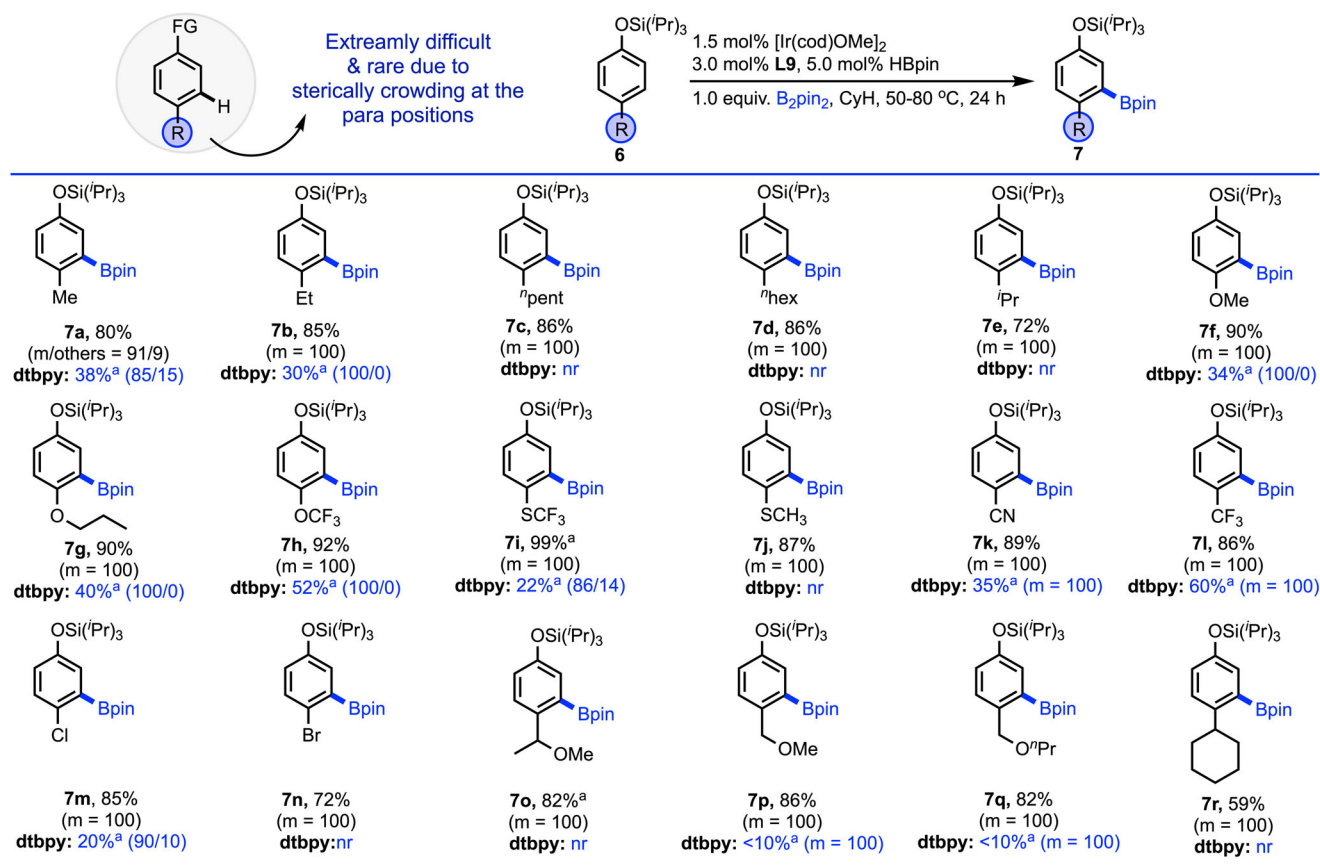 FG
H
R
Extreamly difficult
& rare due to
sterically crowding at the
para positions
OSi(ⁱPr)₃
R
6
1.5 mol% [Ir(cod)OMe]₂
3.0 mol% L9, 5.0 mol% HBpin
1.0 equiv. B₂pin₂, CyH, 50-80 °C, 24 h
OSi(ⁱPr)₃
Bpin
R
7
OSi(ⁱPr)₃
Bpin
Me
7a, 80%
(m/others = 91/9)
dtbpy: 38%ᵃ (85/15)
OSi(ⁱPr)₃
Bpin
Et
7b, 85%
(m = 100)
dtbpy: 30%ᵃ (100/0)
OSi(ⁱPr)₃
Bpin
ⁿpent
7c, 86%
(m = 100)
dtbpy: nr
OSi(ⁱPr)₃
Bpin
ⁿhex
7d, 86%
(m = 100)
dtbpy: nr
OSi(ⁱPr)₃
Bpin
ⁱPr
7e, 72%
(m = 100)
dtbpy: nr
OSi(ⁱPr)₃
Bpin
OMe
7f, 90%
(m = 100)
dtbpy: 34%ᵃ (100/0)
OSi(ⁱPr)₃
Bpin
O
7g, 90%
(m = 100)
dtbpy: 40%ᵃ (100/0)
OSi(ⁱPr)₃
Bpin
OCF₃
7h, 92%
(m = 100)
dtbpy: 52%ᵃ (100/0)
OSi(ⁱPr)₃
Bpin
SCF₃
7i, 99%ᵃ
(m = 100)
dtbpy: 22%ᵃ (86/14)
OSi(ⁱPr)₃
Bpin
SCH₃
7j, 87%
(m = 100)
dtbpy: nr
OSi(ⁱPr)₃
Bpin
CN
7k, 89%
(m = 100)
dtbpy: 35%ᵃ (m = 100)
OSi(ⁱPr)₃
Bpin
CF₃
7l, 86%
(m = 100)
dtbpy: 60%ᵃ (m = 100)
OSi(ⁱPr)₃
Bpin
Cl
7m, 85%
(m = 100)
dtbpy: 20%ᵃ (90/10)
OSi(ⁱPr)₃
Bpin
Br
7n, 72%
(m = 100)
dtbpy:nr
OSi(ⁱPr)₃
Bpin
OMe
7o, 82%ᵃ
(m = 100)
dtbpy: nr
OSi(ⁱPr)₃
Bpin
OMe
7p, 86%
(m = 100)
dtbpy: <10%ᵃ (m = 100)
OSi(ⁱPr)₃
Bpin
OⁿPr
7q, 82%
(m = 100)
dtbpy: <10%ᵃ (m = 100)
OSi(ⁱPr)₃
Bpin
7r, 59%
(m = 100)
dtbpy: nr